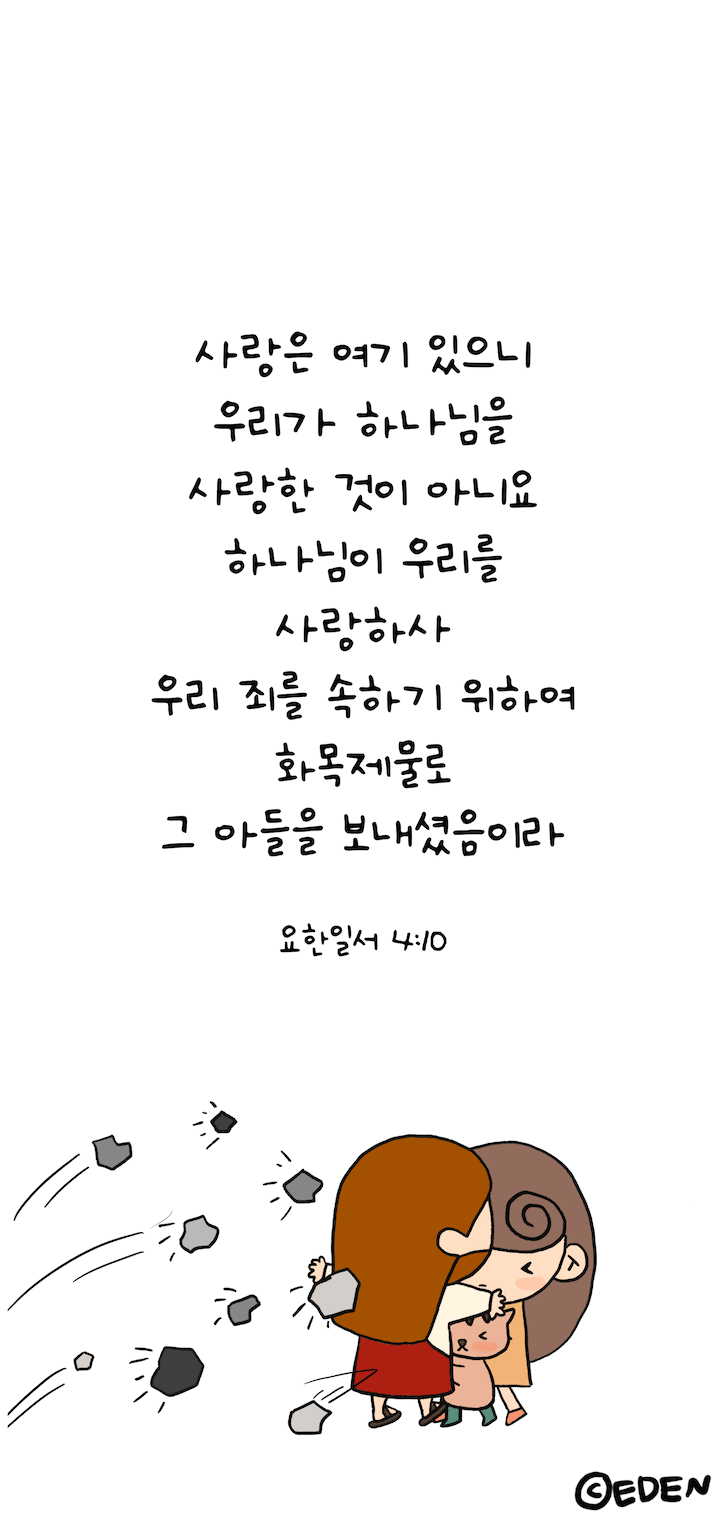 사랑은 여기 있으니
우리가 하나님을
사랑한 것이 아니요
하나님이 우리를
사랑하사
우리 죄를 속하기 위하여
화목제물로
그 아들을 보내셨음이라
요한일서 4:10
©EDEN